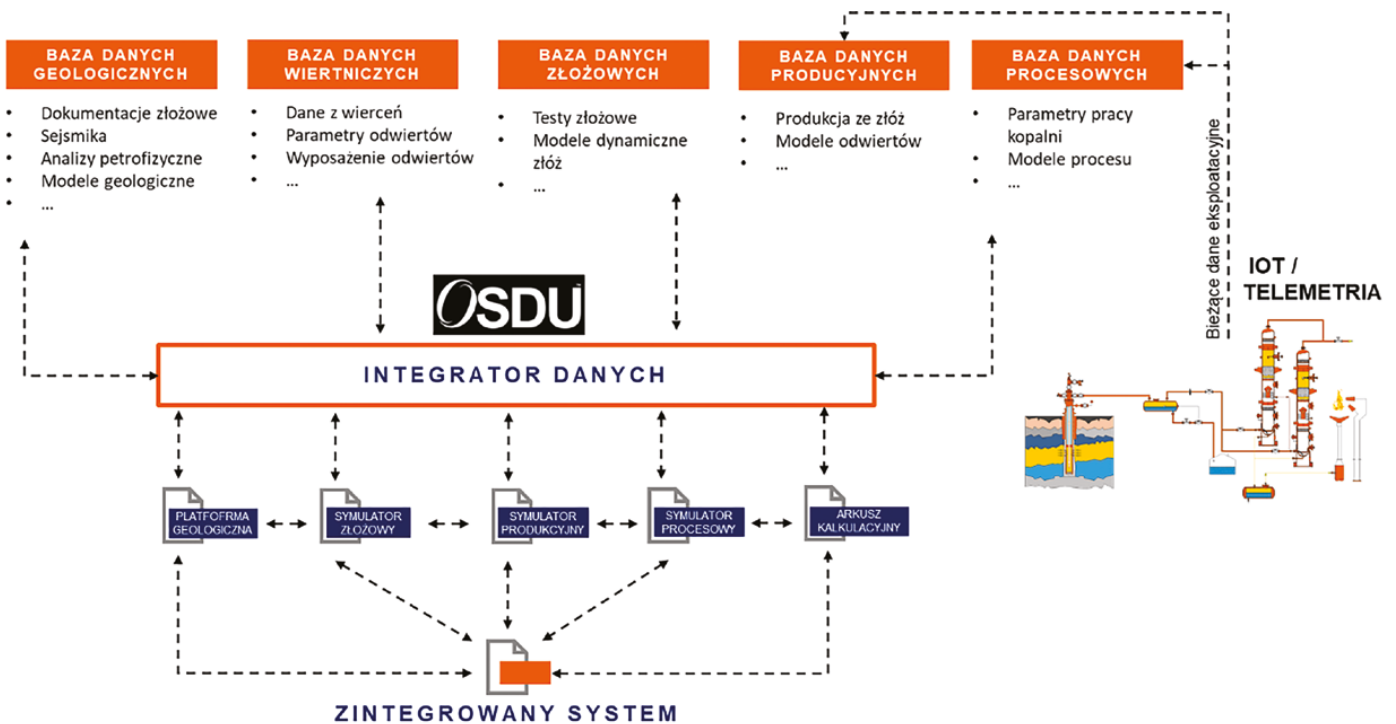 BAZA DANYCH
GEOLOGICZNYCH
• Dokumentacje złożowe
• Sejsmika
• Analizy petrofizyczne
• Modele geologiczne
• ...
BAZA DANYCH
WIERTNICZYCH
• Dane z wierceń
• Parametry odwiertów
• Wyposażenie odwiertów
• ...
BAZA DANYCH
ZŁOŻOWYCH
• Testy złożowe
• Modele dynamiczne
złóż
• ...
BAZA DANYCH
PRODUCYJNYCH
• Produkcja ze złóż
• Modele odwiertów
• ...
BAZA DANYCH
PROCESOWYCH
• Parametry pracy
kopalni
• Modele procesu
• ...
Bieżące dane eksploatacyjne
IOT /
TELEMETRIA
OSDU
INTEGRATOR DANYCH
PLATFOFRMA
GEOLOGICZNA
SYMULATOR
ZŁOŻOWY
SYMULATOR
PRODUKCYJNY
SYMULATOR
PROCESOWY
ARKUSZ
KALKULACYJNY
ZINTEGROWANY SYSTEM